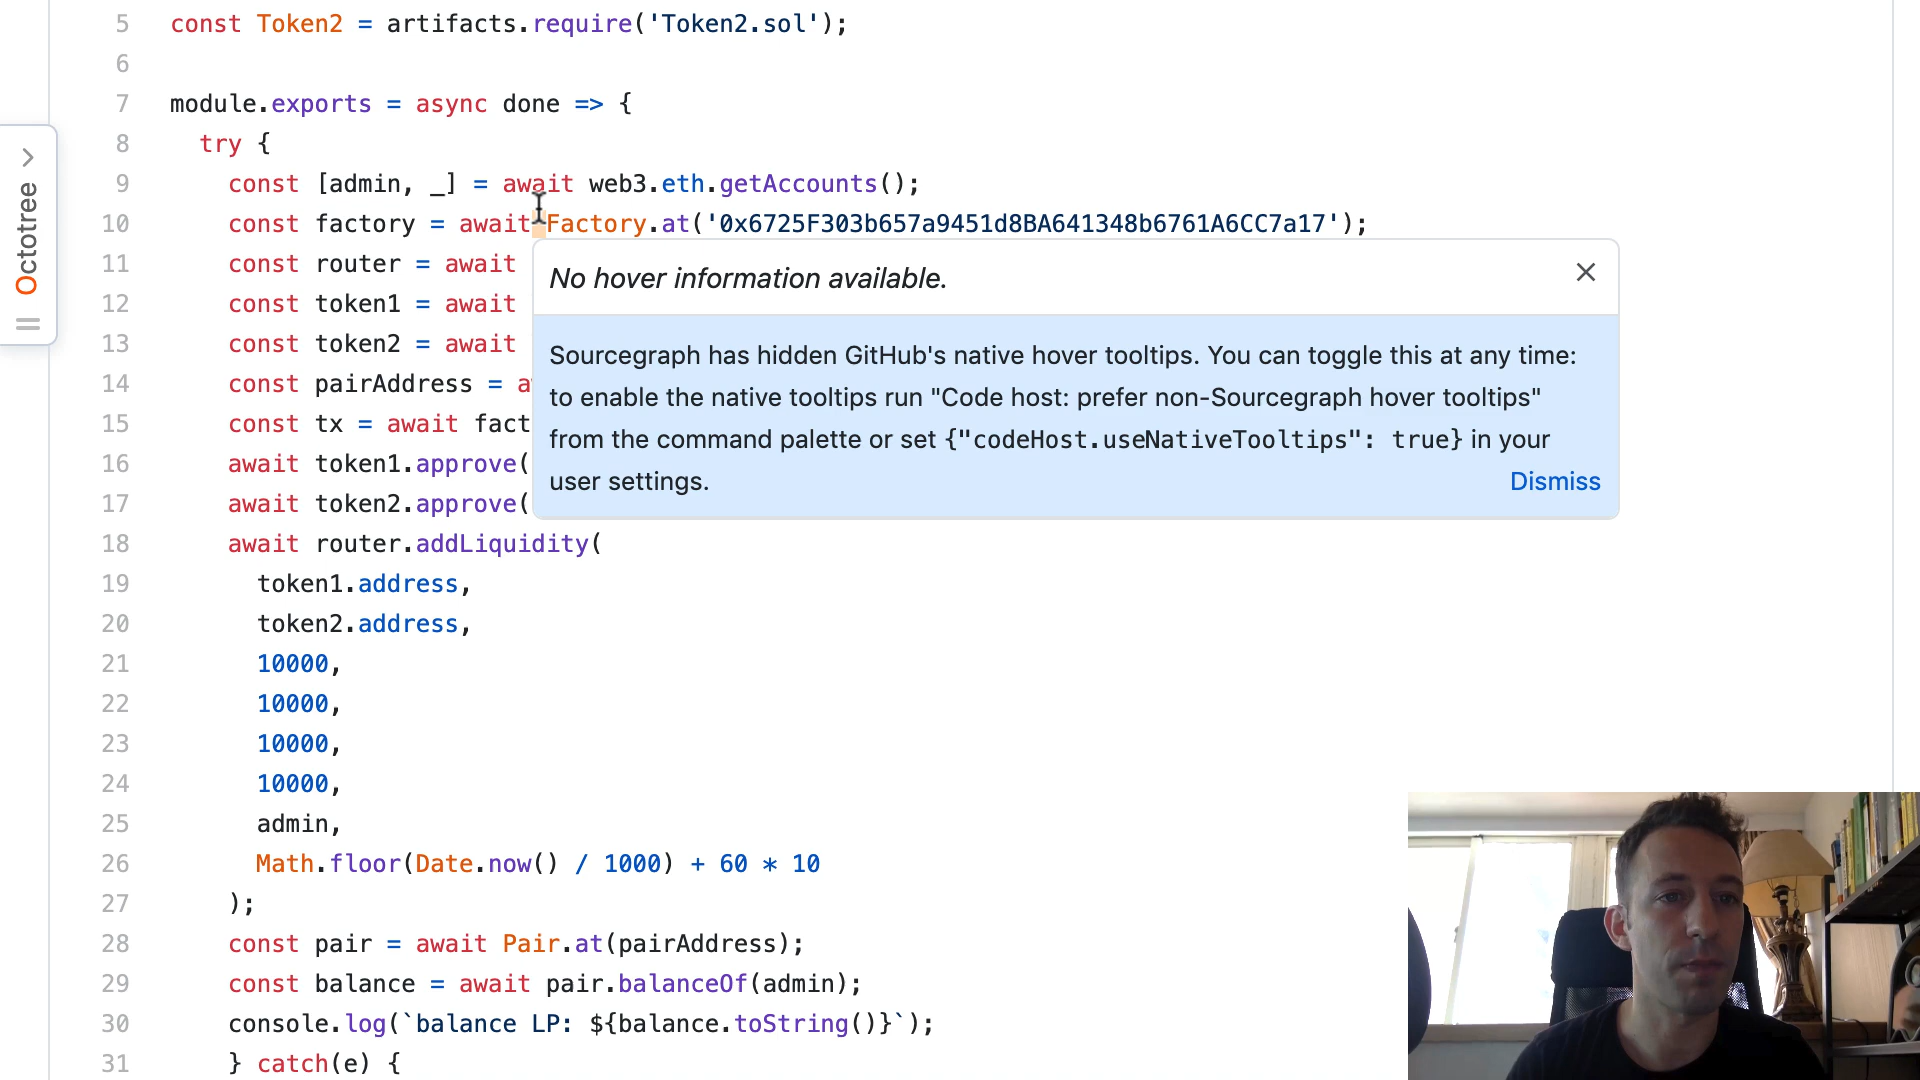 5 const Token2 = artifacts.require('Token2.sol');
6
7 module.exports = async done => {
8 try {
9 const [admin, _] = await web3.eth.getAccounts();
10 const factory = await Factory.at('0x6725F303b657a9451d8BA641348b6761A6CC7a17');
11 const router = await
12 const token1 = await
13 const token2 = await
14 const pairAddress = a
15 const tx = await fact
16 await token1.approve(
17 await token2.approve(
18 await router.addLiquidity(
19 token1.address,
20 token2.address,
21 10000,
22 10000,
23 10000,
24 10000,
25 admin,
26 Math.floor(Date.now() / 1000) + 60 * 10
27 );
28 const pair = await Pair.at(pairAddress);
29 const balance = await pair.balanceOf(admin);
30 console.log(`balance LP: ${balance.toString()}`);
31 } catch(e) {
Octotree
No hover information available.
Sourcegraph has hidden GitHub's native hover tooltips. You can toggle this at any time:
to enable the native tooltips run "Code host: prefer non-Sourcegraph hover tooltips"
from the command palette or set {"codeHost.useNativeTooltips": true} in your
user settings.
Dismiss